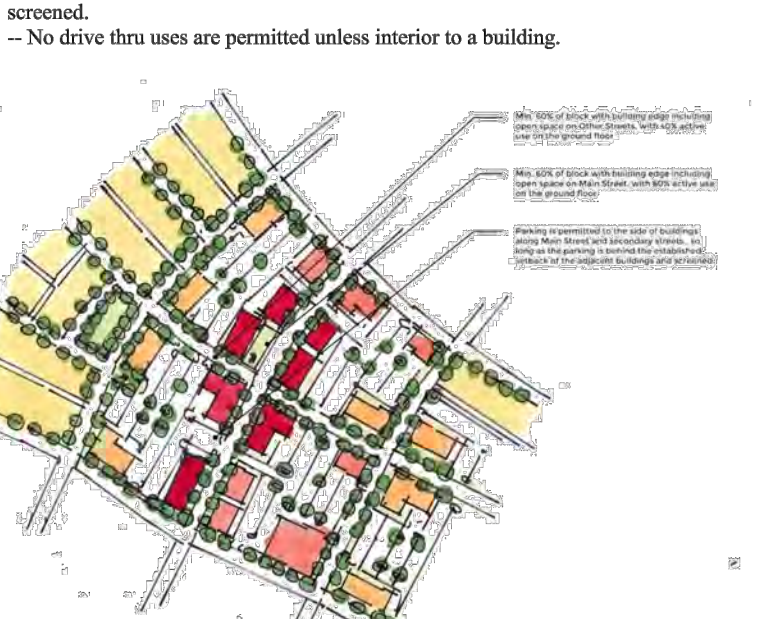 screened.
-- No drive thru uses are permitted unless interior to a building.
Min. 60% of block with building edge including
open space on Other Streets, with 40% active
use on the ground floor
Min. 60% of block with building edge including
open space on Main Street, with 60% active use
on the ground floor
Parking is permitted to the side of buildings
along Main Street and secondary streets, so
long as the parking is behind the established
setback of the adjacent buildings and screened.